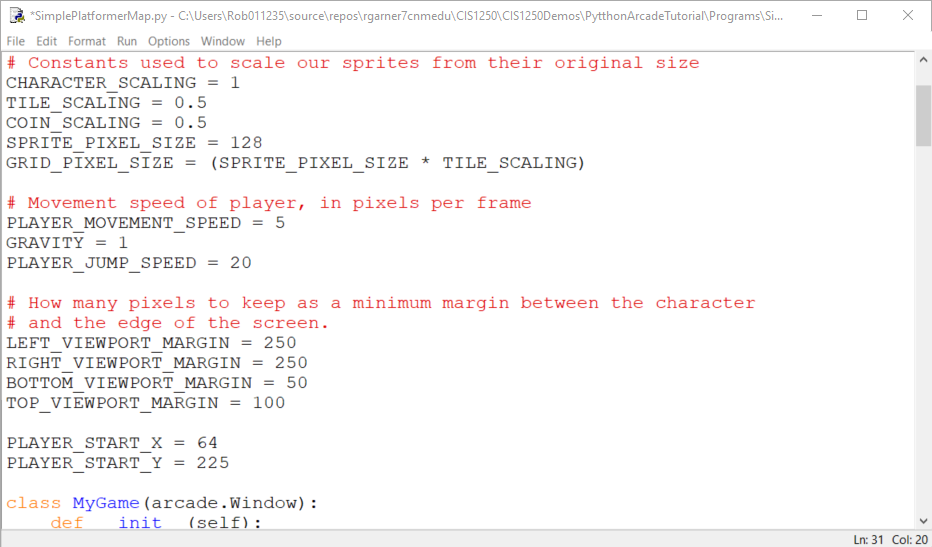 *SimplePlatformerMap.py - C:\Users\Rob011235\source\repos\rgarner7cnmedu\CIS1250\CIS1250Demos\PytthonArcadeTutorial\Programs\Si...
File Edit Format Run Options Window Help
# Constants used to scale our sprites from their original size
CHARACTER_SCALING = 1
TILE_SCALING = 0.5
COIN_SCALING = 0.5
SPRITE_PIXEL_SIZE = 128
GRID_PIXEL_SIZE = (SPRITE_PIXEL_SIZE * TILE_SCALING)
# Movement speed of player, in pixels per frame
PLAYER_MOVEMENT_SPEED = 5
GRAVITY = 1
PLAYER_JUMP_SPEED = 20
# How many pixels to keep as a minimum margin between the character
# and the edge of the screen.
LEFT_VIEWPORT_MARGIN = 250
RIGHT_VIEWPORT_MARGIN = 250
BOTTOM_VIEWPORT_MARGIN = 50
TOP_VIEWPORT_MARGIN = 100
PLAYER_START_X = 64
PLAYER_START_Y = 225
class MyGame(arcade.Window):
    def __init__(self):
Ln: 31 Col: 20